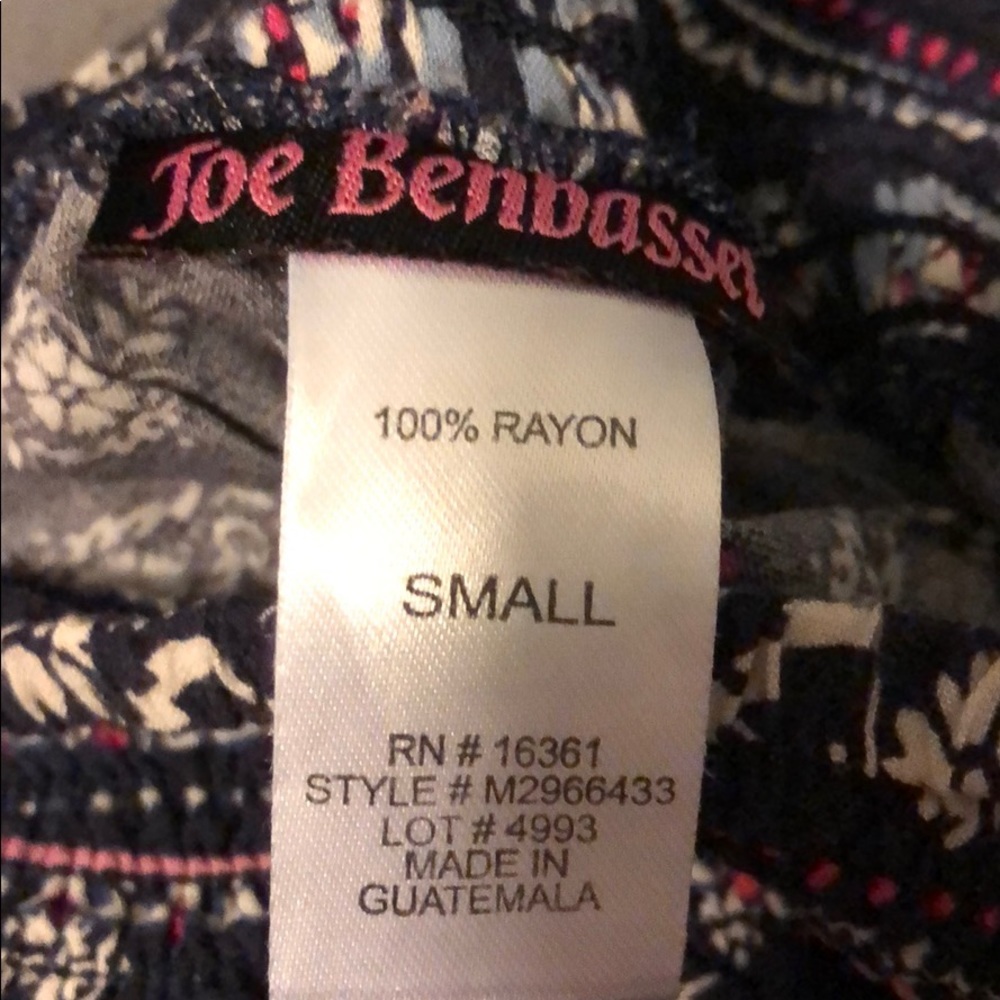 Joe Benbasset
100% RAYON
SMALL
RN # 16361
STYLE # M2966433
LOT # 4993
MADE IN
GUATEMALA